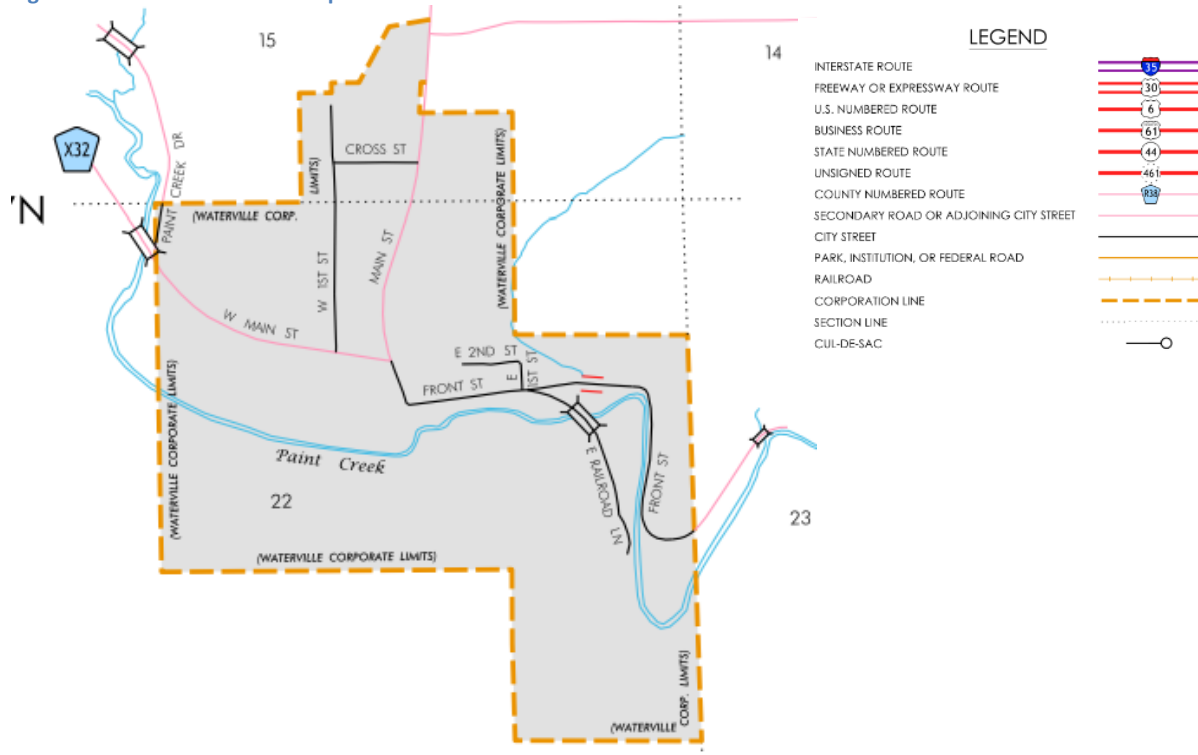 15
14
X32
PAINT CREEK DR
'N
CROSS ST
LIMITS)
(WATERVILLE CORP.
(WATERVILLE CORPORATE LIMITS)
W 1ST ST
MAIN ST
W MAIN ST
E 2ND ST
E 1ST ST
FRONT ST
(WATERVILLE CORPORATE LIMITS)
Paint Creek
22
E RAILROAD LN
FRONT ST
23
(WATERVILLE CORPORATE LIMITS)
(WATERVILLE
CORP. LIMITS)
LEGEND
INTERSTATE ROUTE 35
FREEWAY OR EXPRESSWAY ROUTE 30
U.S. NUMBERED ROUTE 6
BUSINESS ROUTE 61
STATE NUMBERED ROUTE 44
UNSIGNED ROUTE 461
COUNTY NUMBERED ROUTE R38
SECONDARY ROAD OR ADJOINING CITY STREET
CITY STREET
PARK, INSTITUTION, OR FEDERAL ROAD
RAILROAD
CORPORATION LINE
SECTION LINE
CUL-DE-SAC